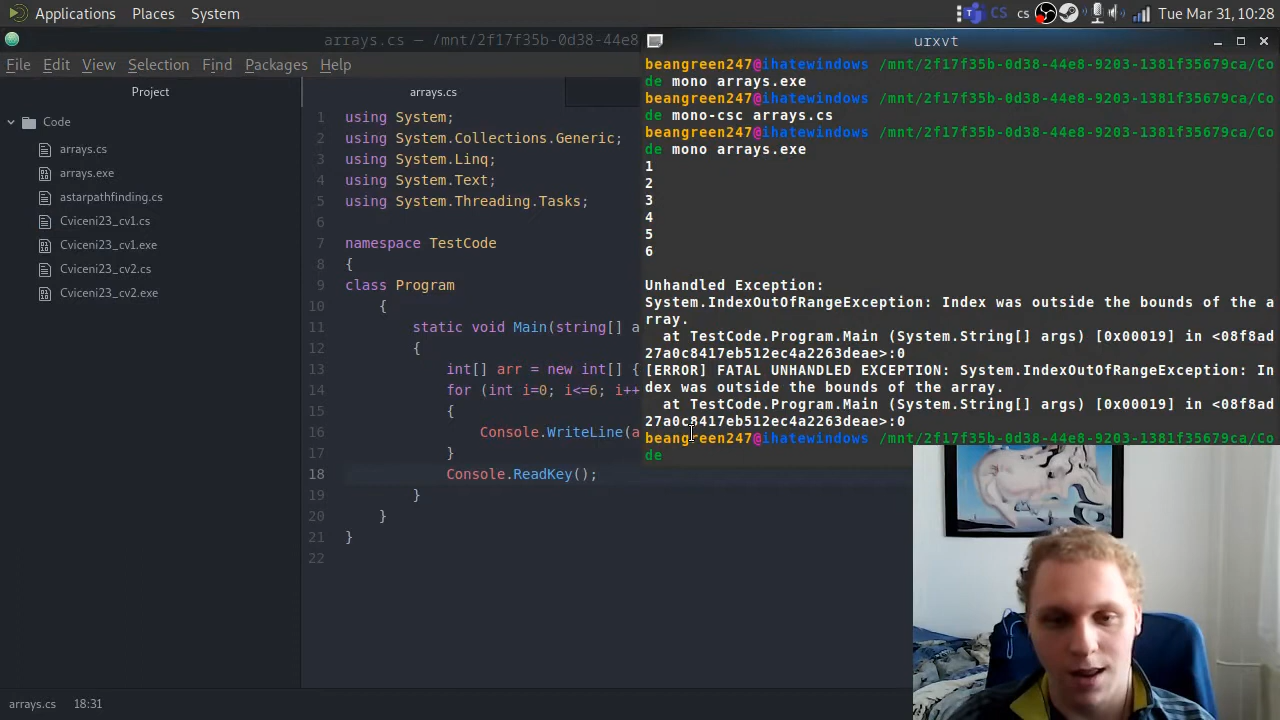 Applications Places System CS cs Tue Mar 31, 10:28
arrays.cs — /mnt/2f17f35b-0d38-44e8
File Edit View Selection Find Packages Help
Project
Code
arrays.cs
arrays.exe
astarpathfinding.cs
Cviceni23_cv1.cs
Cviceni23_cv1.exe
Cviceni23_cv2.cs
Cviceni23_cv2.exe
arrays.cs
1 using System;
2 using System.Collections.Generic;
3 using System.Linq;
4 using System.Text;
5 using System.Threading.Tasks;
6
7 namespace TestCode
8 {
9 class Program
10 {
11 static void Main(string[] a
12 {
13 int[] arr = new int[] {
14 for (int i=0; i<=6; i++
15 {
16 Console.WriteLine(a
17 }
18 Console.ReadKey();
19 }
20 }
21 }
22
urxvt
beangreen247@ihatewindows /mnt/2f17f35b-0d38-44e8-9203-1381f35679ca/Co
de mono arrays.exe
beangreen247@ihatewindows /mnt/2f17f35b-0d38-44e8-9203-1381f35679ca/Co
de mono-csc arrays.cs
beangreen247@ihatewindows /mnt/2f17f35b-0d38-44e8-9203-1381f35679ca/Co
de mono arrays.exe
1
2
3
4
5
6
Unhandled Exception:
System.IndexOutOfRangeException: Index was outside the bounds of the a
rray.
at TestCode.Program.Main (System.String[] args) [0x00019] in <08f8ad
27a0c8417eb512ec4a2263deae>:0
[ERROR] FATAL UNHANDLED EXCEPTION: System.IndexOutOfRangeException: In
dex was outside the bounds of the array.
at TestCode.Program.Main (System.String[] args) [0x00019] in <08f8ad
27a0c8417eb512ec4a2263deae>:0
beangreen247@ihatewindows /mnt/2f17f35b-0d38-44e8-9203-1381f35679ca/Co
de
arrays.cs 18:31